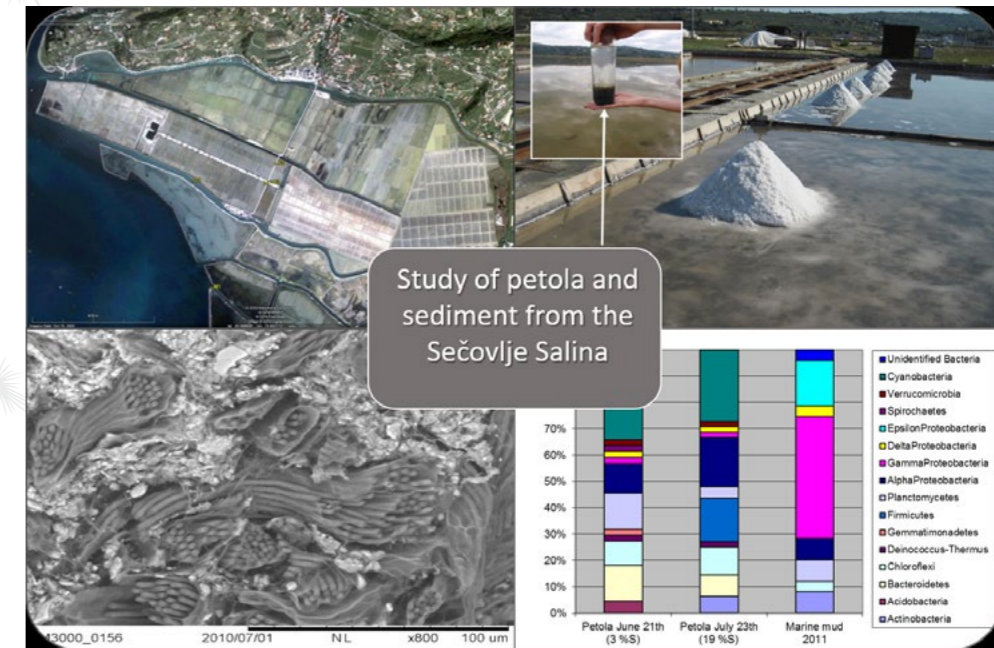 Study of petola and
sediment from the
Sečovlje Salina
43000_0156 2010/07/01 NL x800 100 um
70%
60%
50%
40%
30%
20%
10%
0%
Petola June 21th
(3 %S)
Petola July 23th
(19 %S)
Marine mud
2011
Unidentified Bacteria
Cyanobacteria
Verrucomicrobia
Spirochaetes
EpsilonProteobacteria
DeltaProteobacteria
GammaProteobacteria
AlphaProteobacteria
Planctomycetes
Firmicutes
Gemmatimonadetes
Deinococcus-Thermus
Chloroflexi
Bacteroidetes
Acidobacteria
Actinobacteria